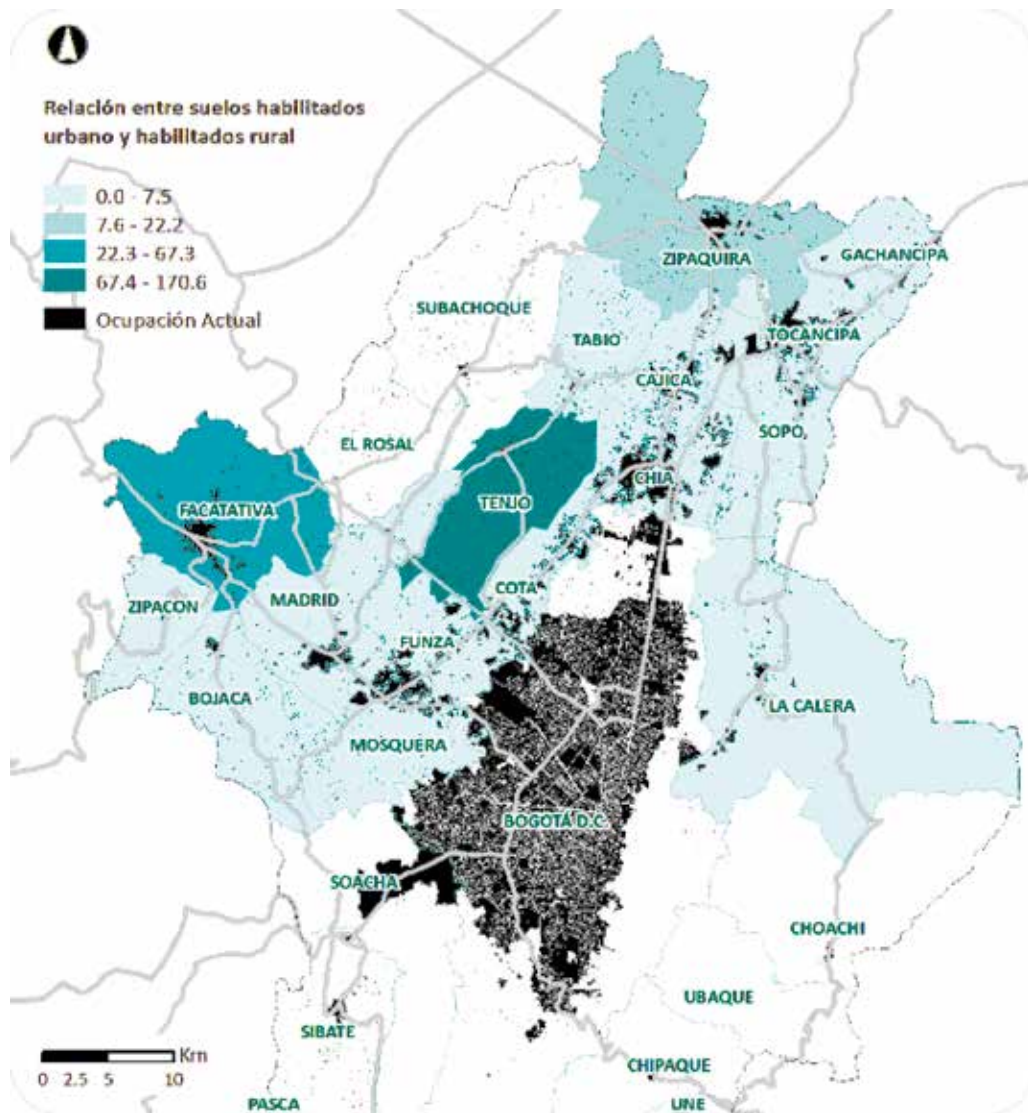 Relación entre suelos habilitados
urbano y habilitados rural
0.0 - 7.5
7.6 - 22.2
22.3 - 67.3
67.4 - 170.6
Ocupación Actual
ZIPAQUIRA
GACHANCIPA
SUBACHOQUE
TOCANCIPA
TABIO
CAJICA
SOPO
EL ROSAL
CHIA
TENJO
FACATATIVA
COTA
ZIPACON
MADRID
FUNZA
BOJACA
LA CALERA
MOSQUERA
BOGOTÁ D.C.
SOACHA
CHOACHI
UBAQUE
SIBATE
Km
0 2.5 5 10
CHIPAQUE
PASCA
UNE